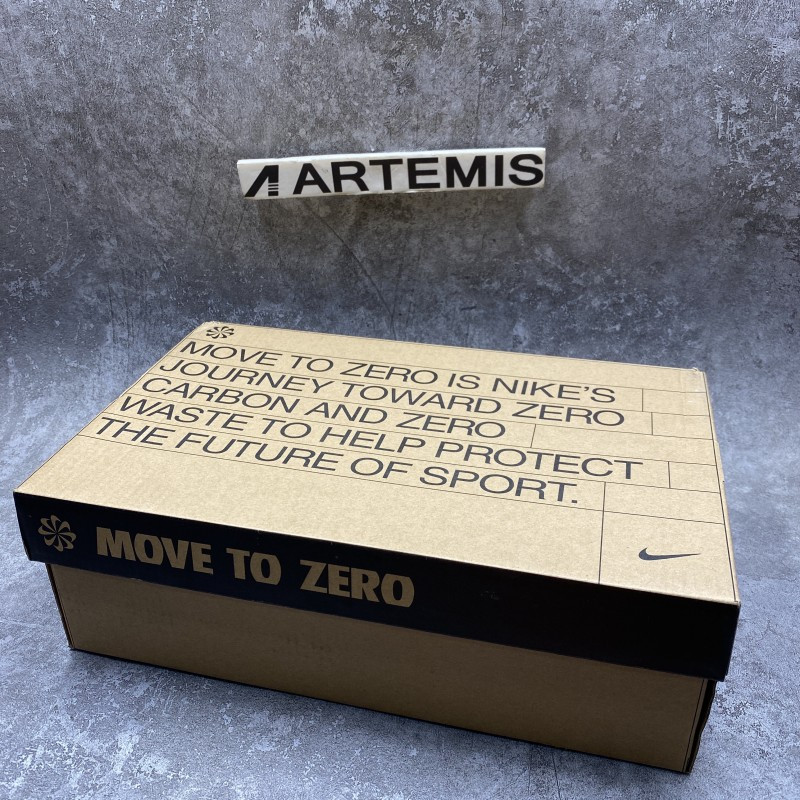 ARTEMIS
MOVE TO ZERO IS NIKE'S
JOURNEY TOWARD ZERO
CARBON AND ZERO
WASTE TO HELP PROTECT
THE FUTURE OF SPORT.
MOVE TO ZERO